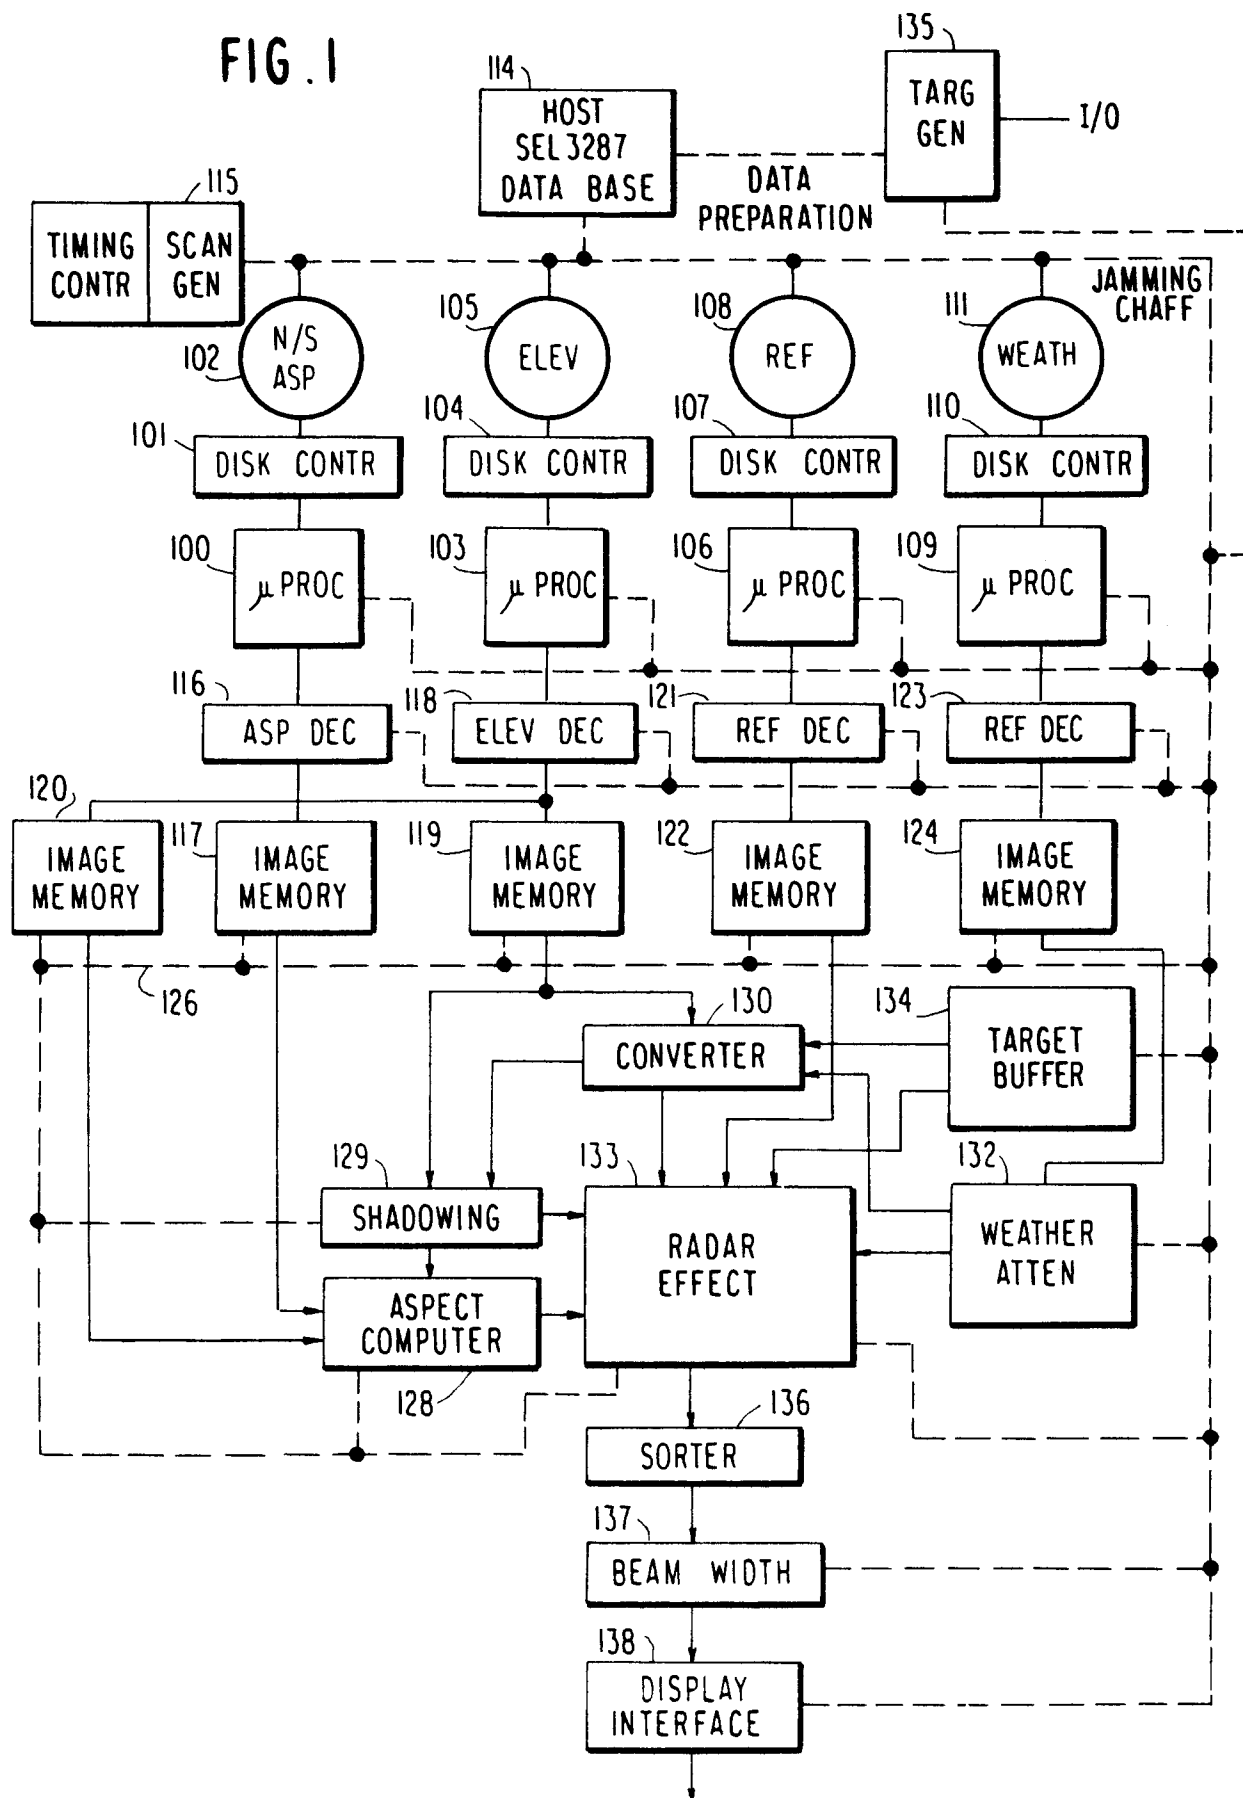 FIG. 1
135
114
TARG
GEN
I/O
HOST
SEL 3287
DATA BASE
DATA
PREPARATION
115
TIMING
CONTR
SCAN
GEN
JAMMING
CHAFF
102
N/S
ASP
105
ELEV
108
REF
111
WEATH
101
DISK CONTR
104
DISK CONTR
107
DISK CONTR
110
DISK CONTR
100
μ PROC
103
μ PROC
106
μ PROC
109
μ PROC
116
ASP DEC
118
ELEV DEC
121
REF DEC
123
REF DEC
120
IMAGE
MEMORY
117
IMAGE
MEMORY
119
IMAGE
MEMORY
122
IMAGE
MEMORY
124
IMAGE
MEMORY
126
130
CONVERTER
134
TARGET
BUFFER
129
SHADOWING
133
RADAR
EFFECT
132
WEATHER
ATTEN
ASPECT
COMPUTER
128
136
SORTER
137
BEAM WIDTH
138
DISPLAY
INTERFACE